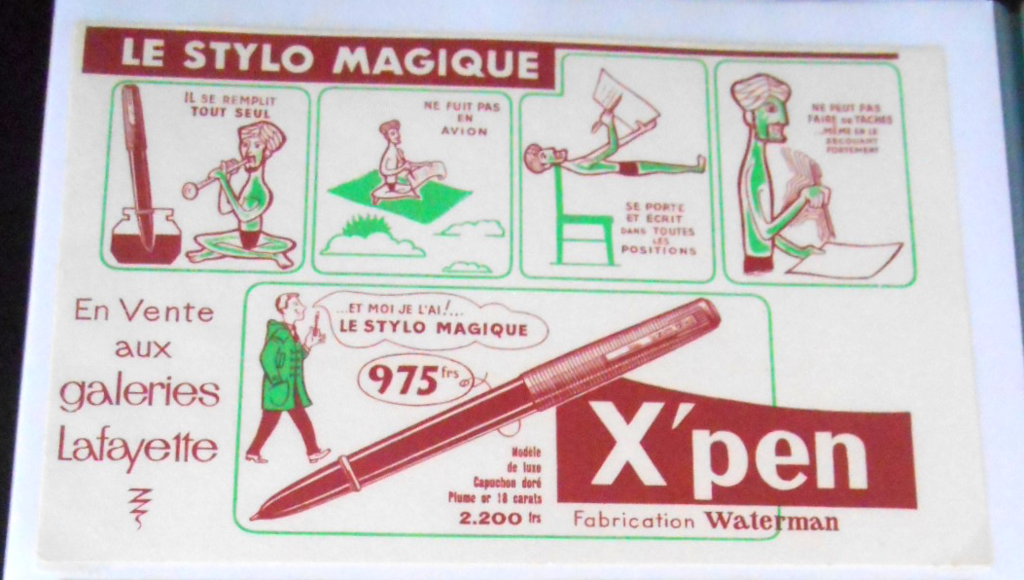 LE STYLO MAGIQUE
IL SE REMPLIT
TOUT SEUL
NE FUIT PAS
EN
AVION
SE PORTE
ET ÉCRIT
DANS TOUTES
LES
POSITIONS
NE PEUT PAS
FAIRE DE TACHES
...MÊME EN LE
SECOUANT
FORTEMENT
En Vente
aux
galeries
Lafayette
...ET MOI JE L'AI!...
LE STYLO MAGIQUE
975 frs
Modèle
de luxe
Capuchon doré
Plume or 18 carats
2.200 frs
X'pen
Fabrication Waterman